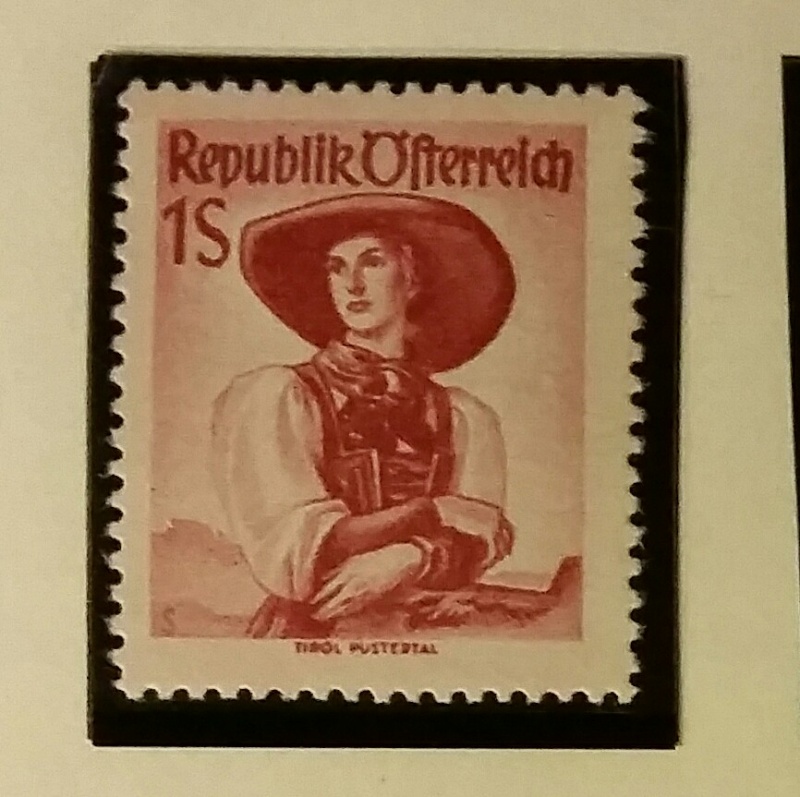 Republik Österreich
1S
S
TIROL PUSTERTAL